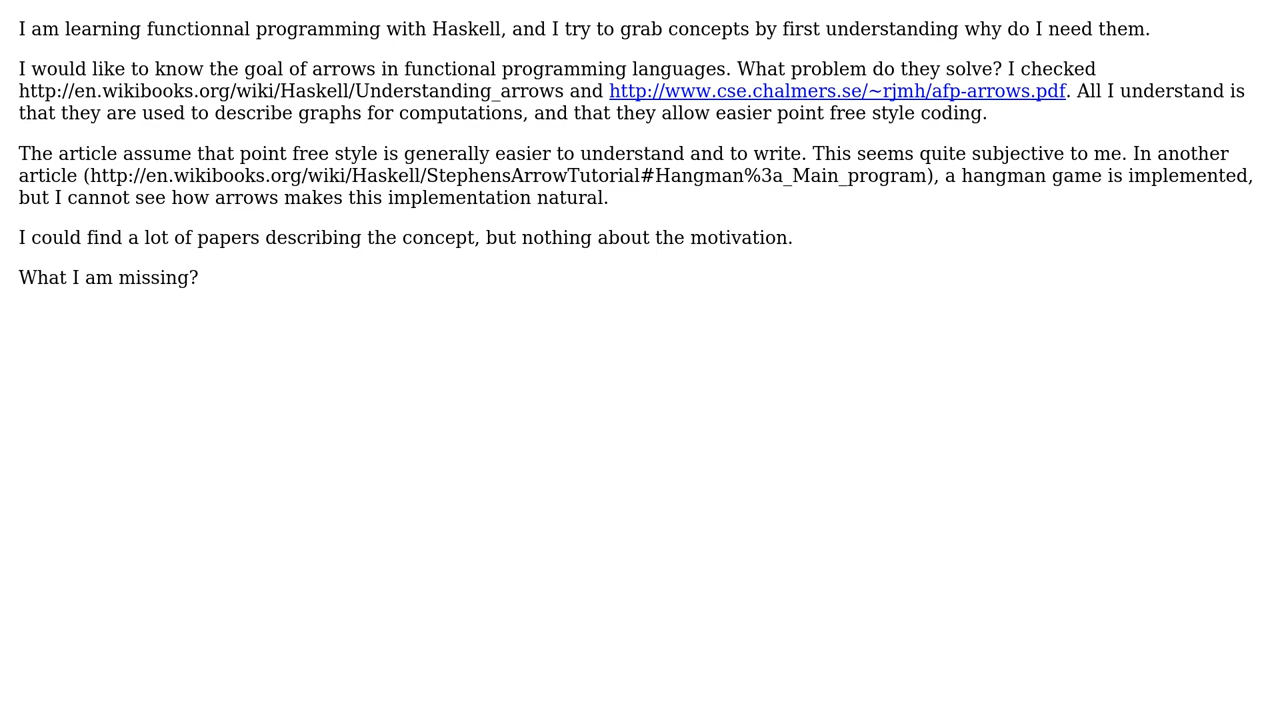 I am learning functionnal programming with Haskell, and I try to grab concepts by first understanding why do I need them.
I would like to know the goal of arrows in functional programming languages. What problem do they solve? I checked
http://en.wikibooks.org/wiki/Haskell/Understanding_arrows and http://www.cse.chalmers.se/~rjmh/afp-arrows.pdf. All I understand is
that they are used to describe graphs for computations, and that they allow easier point free style coding.
The article assume that point free style is generally easier to understand and to write. This seems quite subjective to me. In another
article (http://en.wikibooks.org/wiki/Haskell/StephensArrowTutorial#Hangman%3a_Main_program), a hangman game is implemented,
but I cannot see how arrows makes this implementation natural.
I could find a lot of papers describing the concept, but nothing about the motivation.
What I am missing?